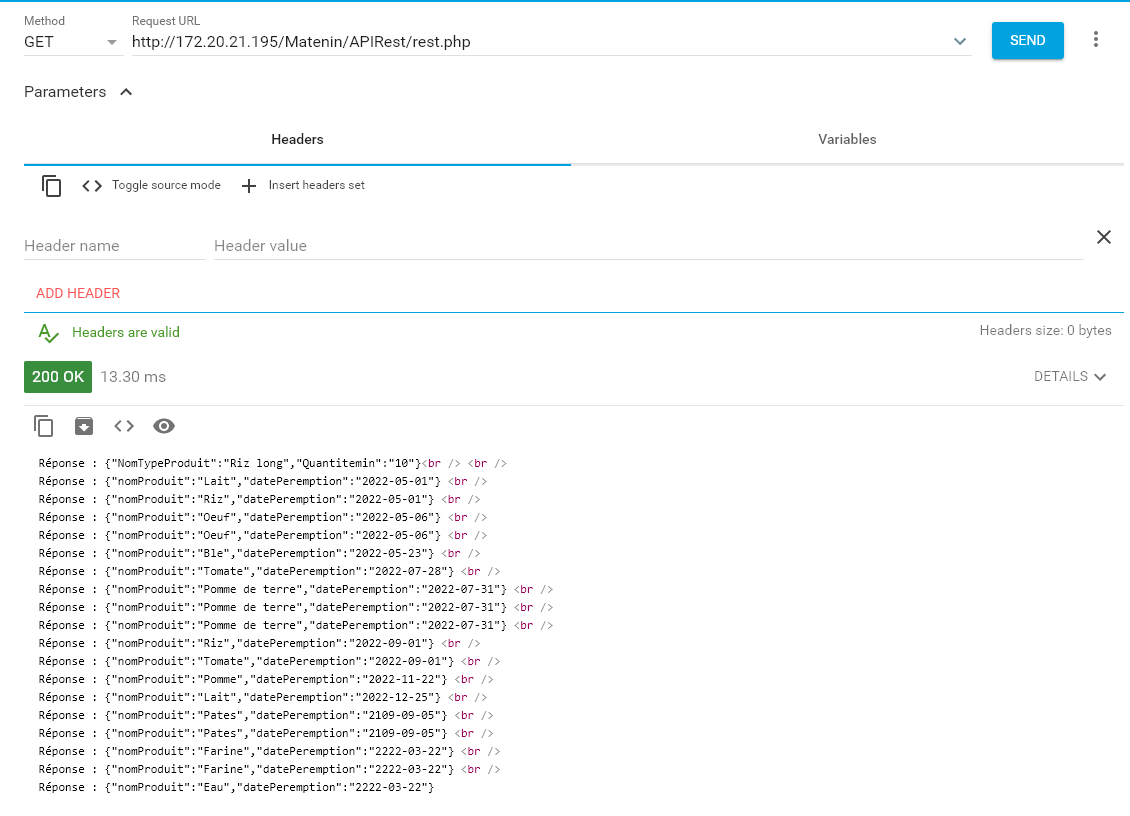 Method
Request URL
GET
http://172.20.21.195/Matenin/APIRest/rest.php
SEND
Parameters
Headers
Variables
Toggle source mode
Insert headers set
Header name
Header value
ADD HEADER
Headers are valid
Headers size: 0 bytes
200 OK
13.30 ms
DETAILS
Réponse : {"NomTypeProduit":"Riz long","Quantitemin":"10"}<br /> <br />
Réponse : {"nomProduit":"Lait","datePeremption":"2022-05-01"} <br />
Réponse : {"nomProduit":"Riz","datePeremption":"2022-05-01"} <br />
Réponse : {"nomProduit":"Oeuf","datePeremption":"2022-05-06"} <br />
Réponse : {"nomProduit":"Oeuf","datePeremption":"2022-05-06"} <br />
Réponse : {"nomProduit":"Ble","datePeremption":"2022-05-23"} <br />
Réponse : {"nomProduit":"Tomate","datePeremption":"2022-07-28"} <br />
Réponse : {"nomProduit":"Pomme de terre","datePeremption":"2022-07-31"} <br />
Réponse : {"nomProduit":"Pomme de terre","datePeremption":"2022-07-31"} <br />
Réponse : {"nomProduit":"Pomme de terre","datePeremption":"2022-07-31"} <br />
Réponse : {"nomProduit":"Riz","datePeremption":"2022-09-01"} <br />
Réponse : {"nomProduit":"Tomate","datePeremption":"2022-09-01"} <br />
Réponse : {"nomProduit":"Pomme","datePeremption":"2022-11-22"} <br />
Réponse : {"nomProduit":"Lait","datePeremption":"2022-12-25"} <br />
Réponse : {"nomProduit":"Pates","datePeremption":"2109-09-05"} <br />
Réponse : {"nomProduit":"Pates","datePeremption":"2109-09-05"} <br />
Réponse : {"nomProduit":"Farine","datePeremption":"2222-03-22"} <br />
Réponse : {"nomProduit":"Farine","datePeremption":"2222-03-22"} <br />
Réponse : {"nomProduit":"Eau","datePeremption":"2222-03-22"}